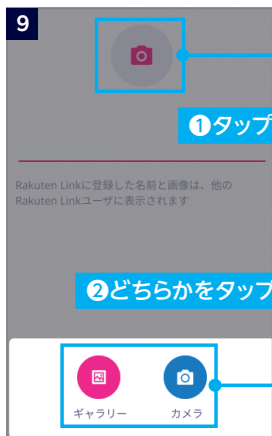 9
❶タップ
Rakuten Linkに登録した名前と画像は、他の
Rakuten Linkユーザに表示されます
❷どちらかをタップ
ギャラリー
カメラ